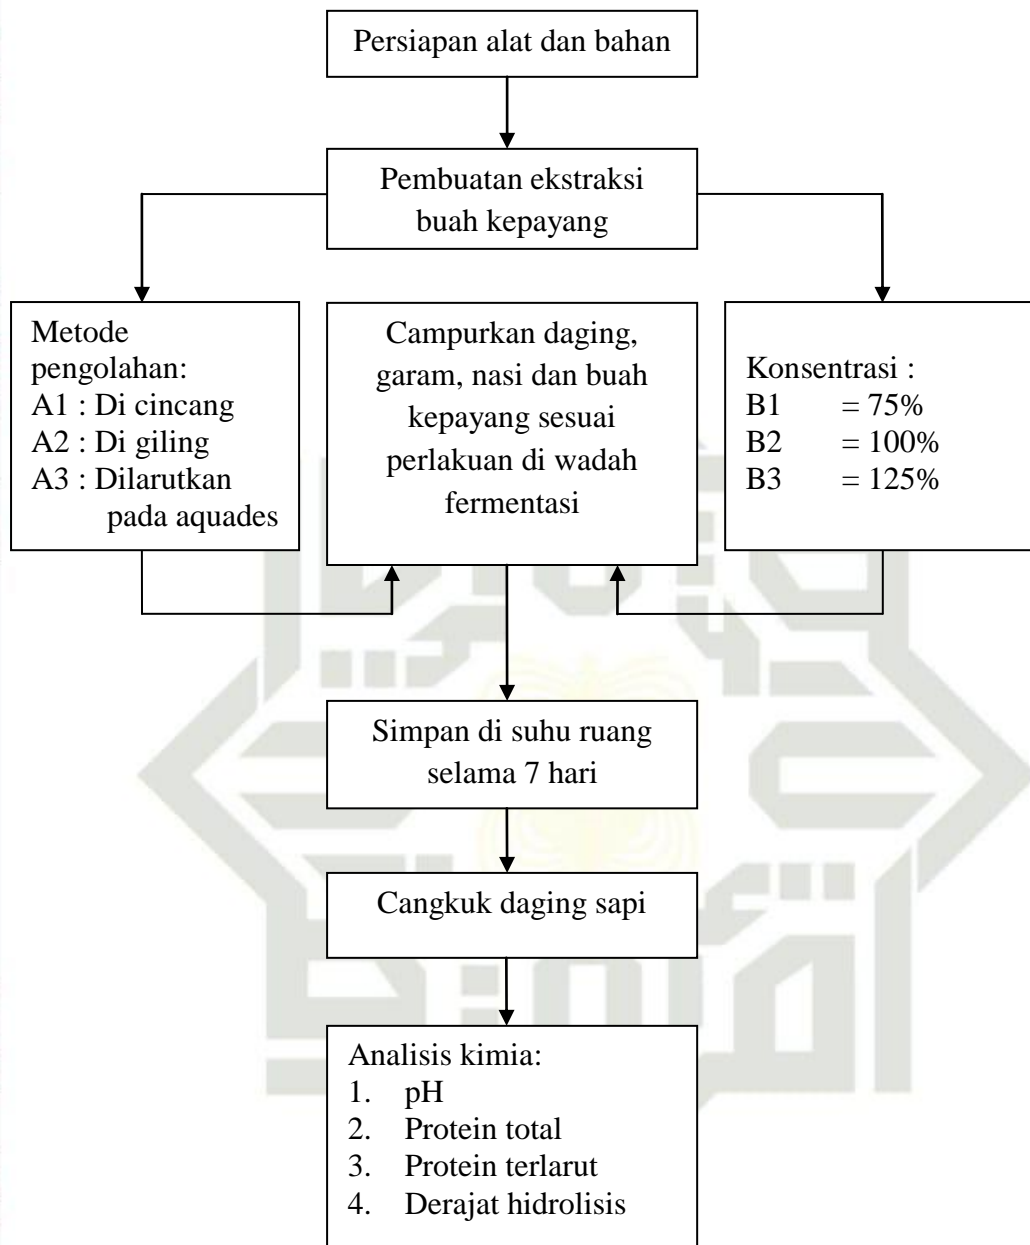 Persiapan alat dan bahan
Pembuatan ekstraksi
buah kepayang
Metode
pengolahan:
A1 : Di cincang
A2 : Di giling
A3 : Dilarutkan
pada aquades
Campurkan daging,
garam, nasi dan buah
kepayang sesuai
perlakuan di wadah
fermentasi
Konsentrasi :
B1 = 75%
B2 = 100%
B3 = 125%
Simpan di suhu ruang
selama 7 hari
Cangkuk daging sapi
Analisis kimia:
1. pH
2. Protein total
3. Protein terlarut
4. Derajat hidrolisis